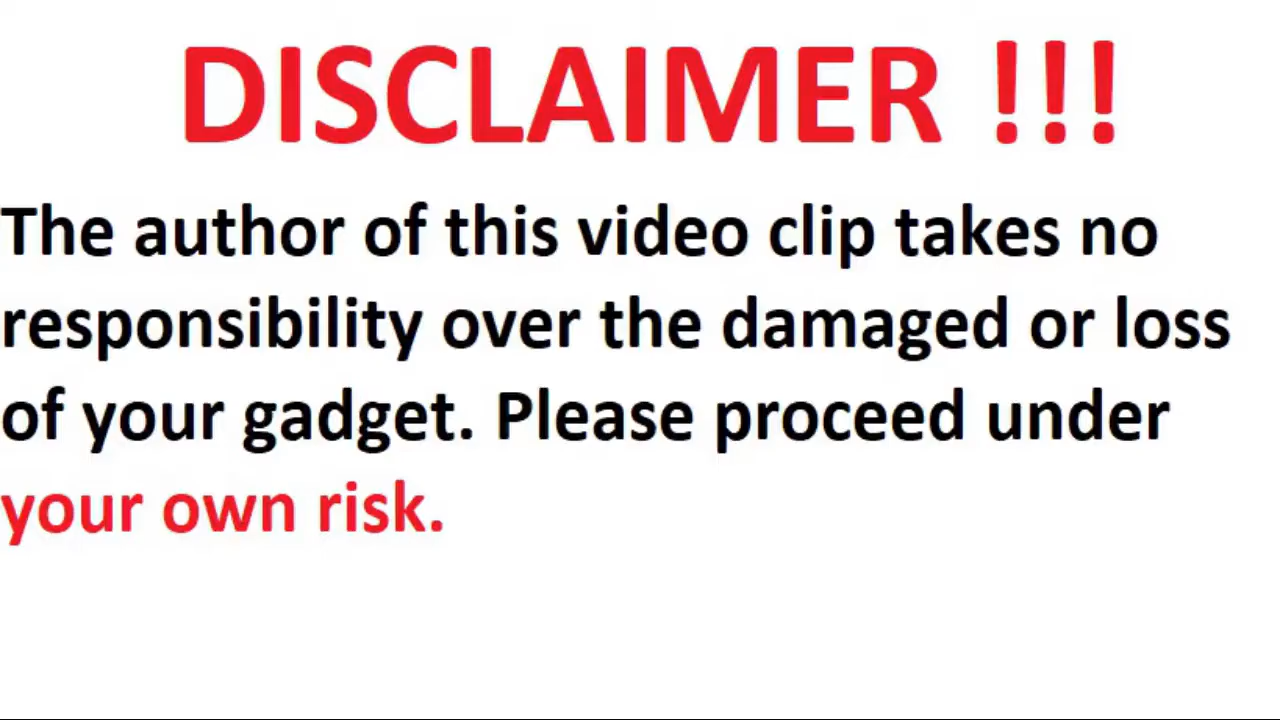 DISCLAIMER !!!
The author of this video clip takes no
responsibility over the damaged or loss
of your gadget. Please proceed under
your own risk.